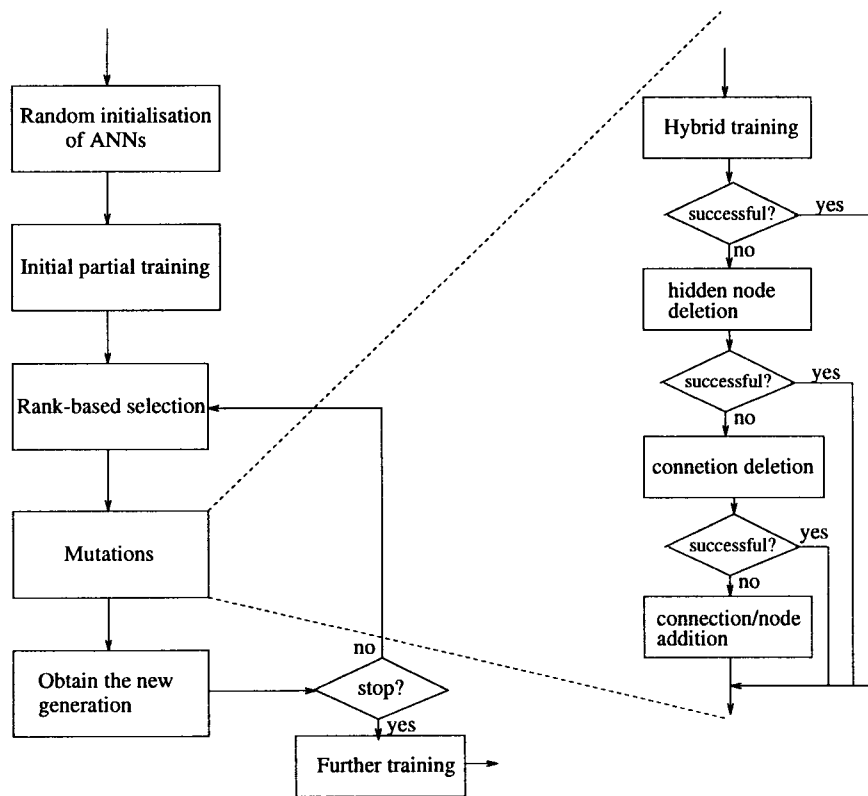 Random initialisation
of ANNs
Initial partial training
Rank-based selection
Mutations
Obtain the new
generation
no
stop?
yes
Further training
Hybrid training
successful?
yes
no
hidden node
deletion
successful?
yes
no
connetion deletion
successful?
yes
no
connection/node
addition